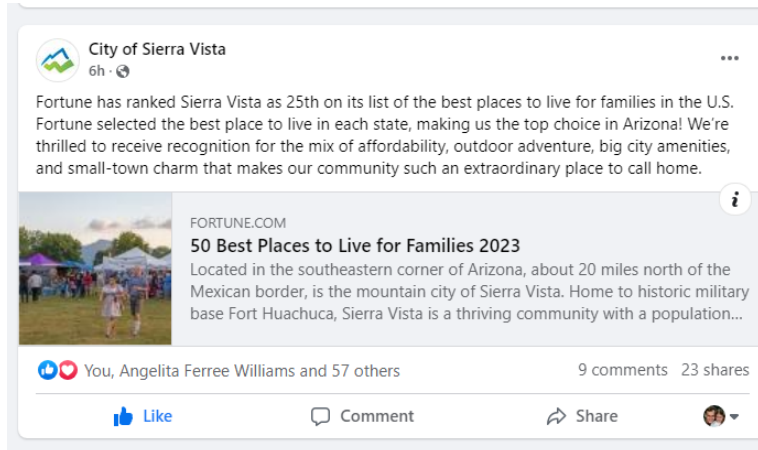 City of Sierra Vista
6h ·
Fortune has ranked Sierra Vista as 25th on its list of the best places to live for families in the U.S.
Fortune selected the best place to live in each state, making us the top choice in Arizona! We're
thrilled to receive recognition for the mix of affordability, outdoor adventure, big city amenities,
and small-town charm that makes our community such an extraordinary place to call home.
FORTUNE.COM
50 Best Places to Live for Families 2023
Located in the southeastern corner of Arizona, about 20 miles north of the
Mexican border, is the mountain city of Sierra Vista. Home to historic military
base Fort Huachuca, Sierra Vista is a thriving community with a population...
You, Angelita Ferree Williams and 57 others
9 comments 23 shares
Like
Comment
Share